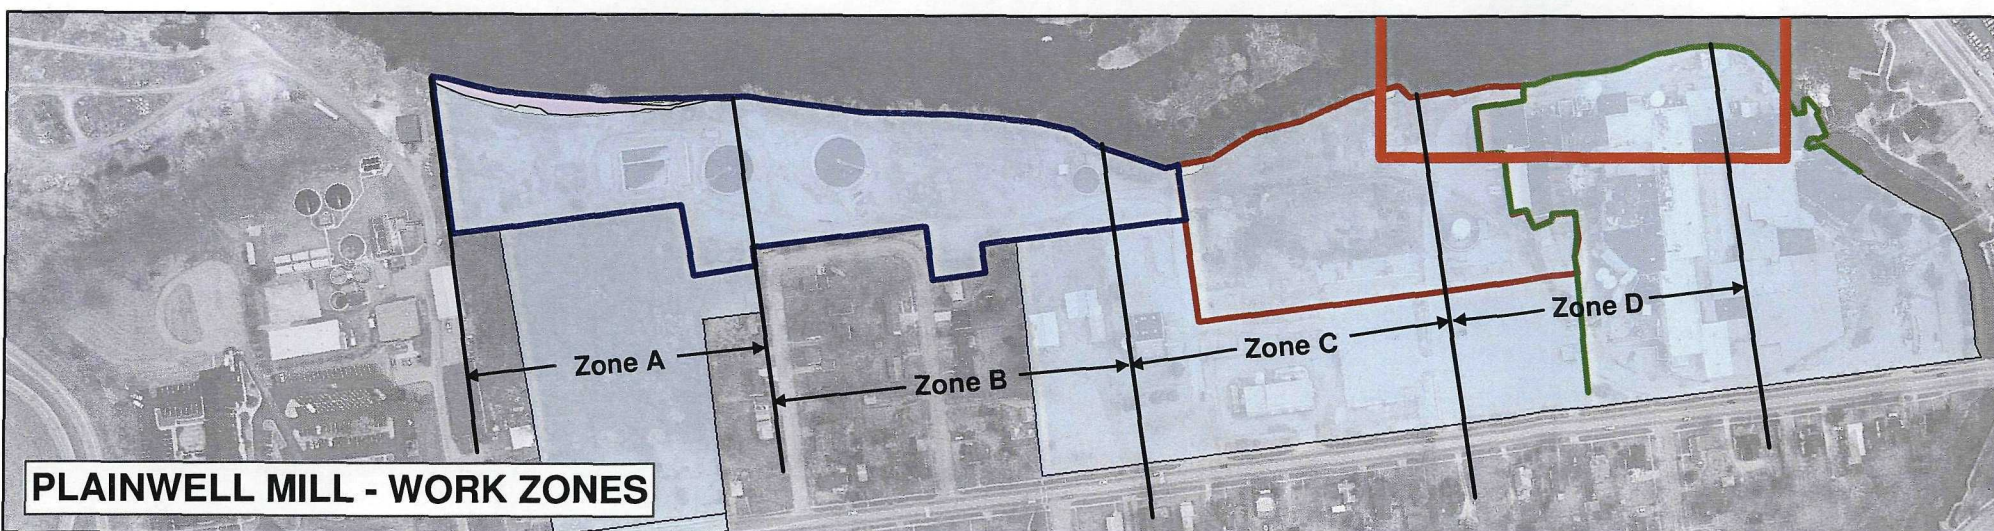 Zone A
Zone B
Zone C
Zone D
PLAINWELL MILL - WORK ZONES